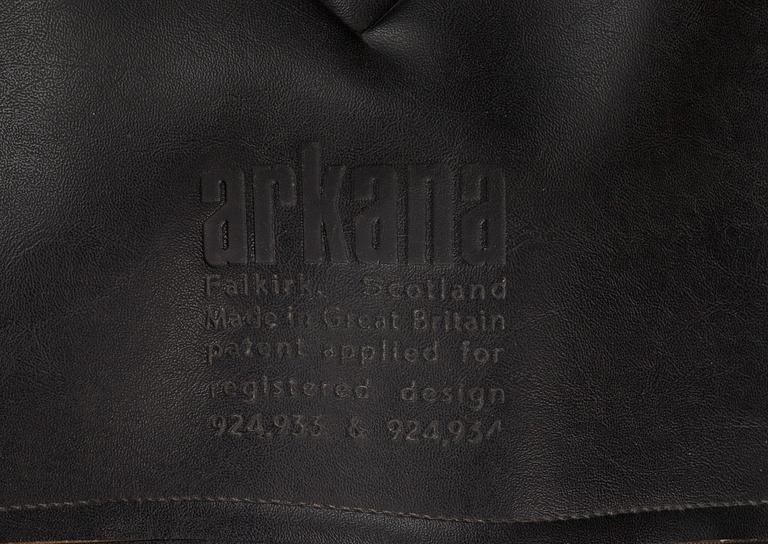 arkana
Falkirk, Scotland
Made in Great Britain
patent applied for
registered design
924,933 & 924,934